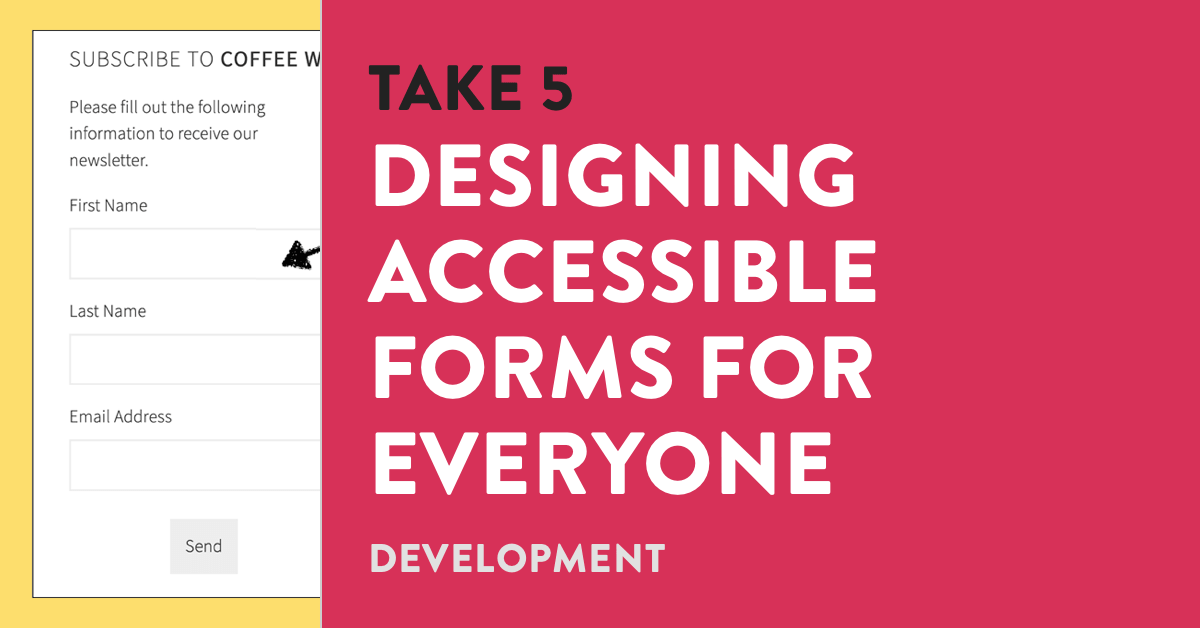 SUBSCRIBE TO COFFEE W
Please fill out the following
information to receive our
newsletter.
First Name
Last Name
Email Address
Send
TAKE 5
DESIGNING
ACCESSIBLE
FORMS FOR
EVERYONE
DEVELOPMENT